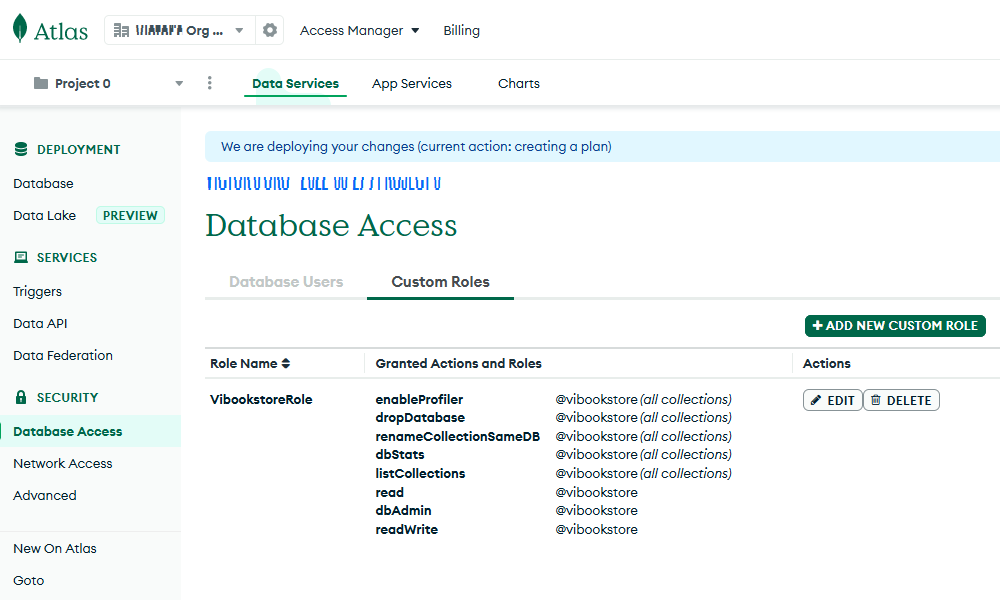 Atlas
Org ...
Access Manager
Billing
Project 0
Data Services
App Services
Charts
DEPLOYMENT
Database
Data Lake PREVIEW
SERVICES
Triggers
Data API
Data Federation
SECURITY
Database Access
Network Access
Advanced
New On Atlas
Goto
We are deploying your changes (current action: creating a plan)
Database Access
Database Users
Custom Roles
+ ADD NEW CUSTOM ROLE
Role Name Granted Actions and Roles Actions
VibookstoreRole enableProfiler @vibookstore (all collections) EDIT DELETE
dropDatabase @vibookstore (all collections)
renameCollectionSameDB @vibookstore (all collections)
dbStats @vibookstore (all collections)
listCollections @vibookstore (all collections)
read @vibookstore
dbAdmin @vibookstore
readWrite @vibookstore